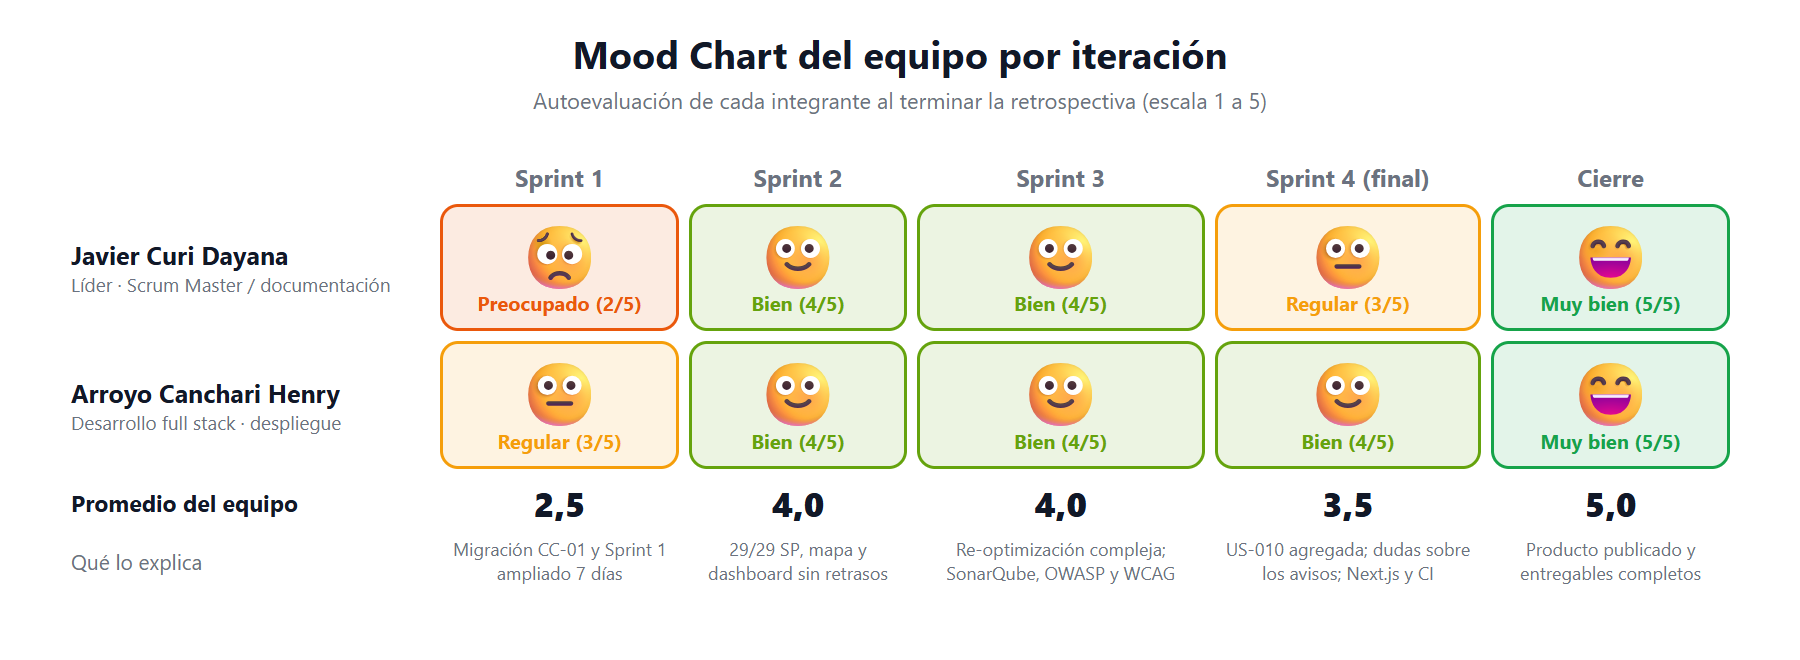 Mood Chart del equipo por iteración
Autoevaluación de cada integrante al terminar la retrospectiva (escala 1 a 5)
Sprint 1
Sprint 2
Sprint 3
Sprint 4 (final)
Cierre
Javier Curi Dayana
Líder · Scrum Master / documentación
Preocupado (2/5)
Bien (4/5)
Bien (4/5)
Regular (3/5)
Muy bien (5/5)
Arroyo Canchari Henry
Desarrollo full stack · despliegue
Regular (3/5)
Bien (4/5)
Bien (4/5)
Bien (4/5)
Muy bien (5/5)
Promedio del equipo
2,5
4,0
4,0
3,5
5,0
Qué lo explica
Migración CC-01 y Sprint 1
ampliado 7 días
29/29 SP, mapa y
dashboard sin retrasos
Re-optimización compleja;
SonarQube, OWASP y WCAG
US-010 agregada; dudas sobre
los avisos; Next.js y CI
Producto publicado y
entregables completos